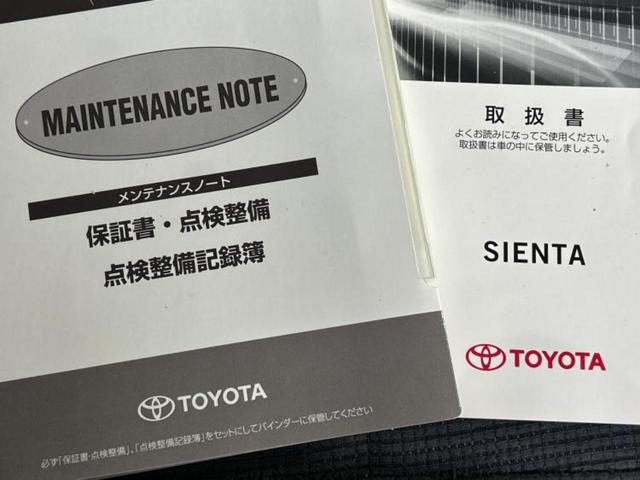 MAINTENANCE NOTE
メンテナンスノート
保証書・点検整備
点検整備記録簿
TOYOTA
必ず「保証書・点検整備」、「点検整備記録簿」をセットにしてバインダーに保管してください
取扱書
よくお読みになってご使用ください。
取扱書は車の中に保管しましょう。
SIENTA
TOYOTA